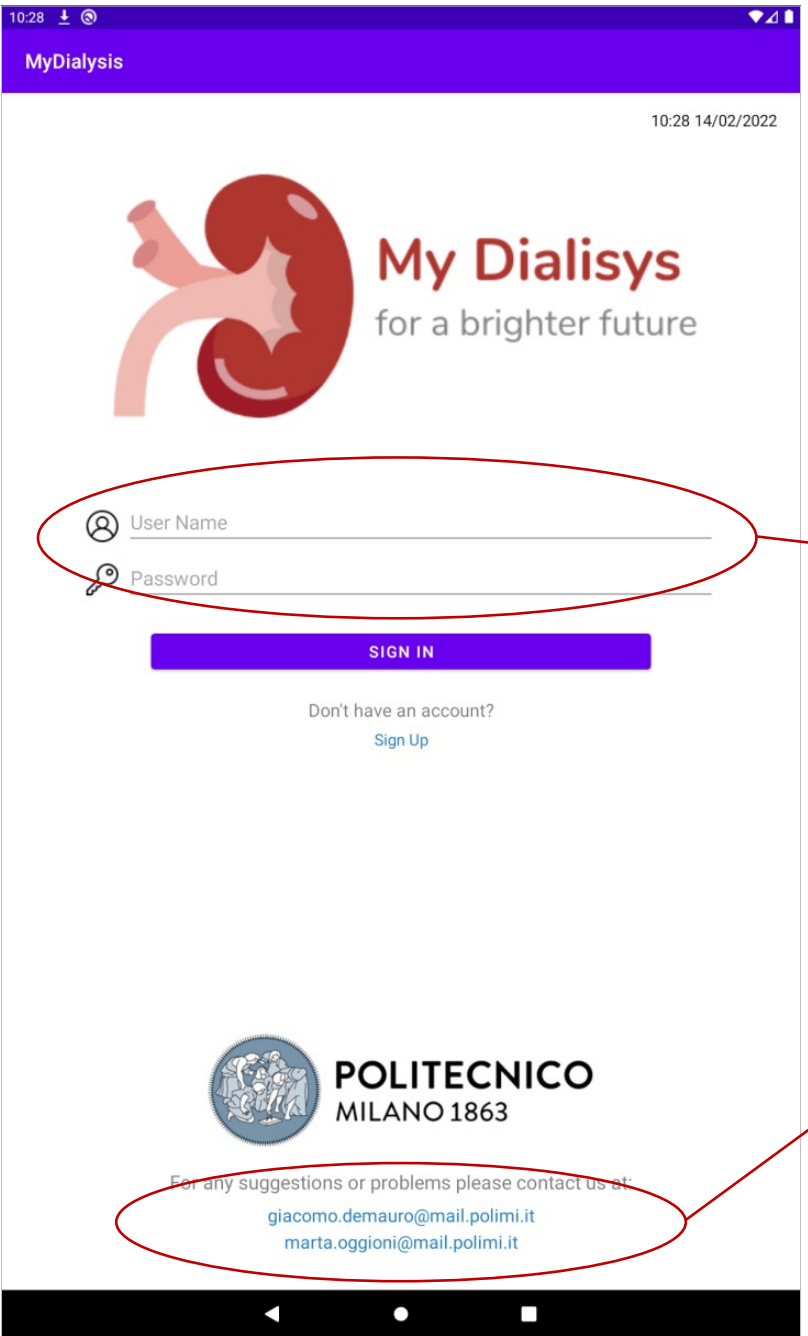 10:28
MyDialysis
10:28 14/02/2022
My Dialisys
for a brighter future
User Name
Password
SIGN IN
Don't have an account?
Sign Up
POLITECNICO
MILANO 1863
For any suggestions or problems please contact us at:
giacomo.demauro@mail.polimi.it
marta.oggioni@mail.polimi.it